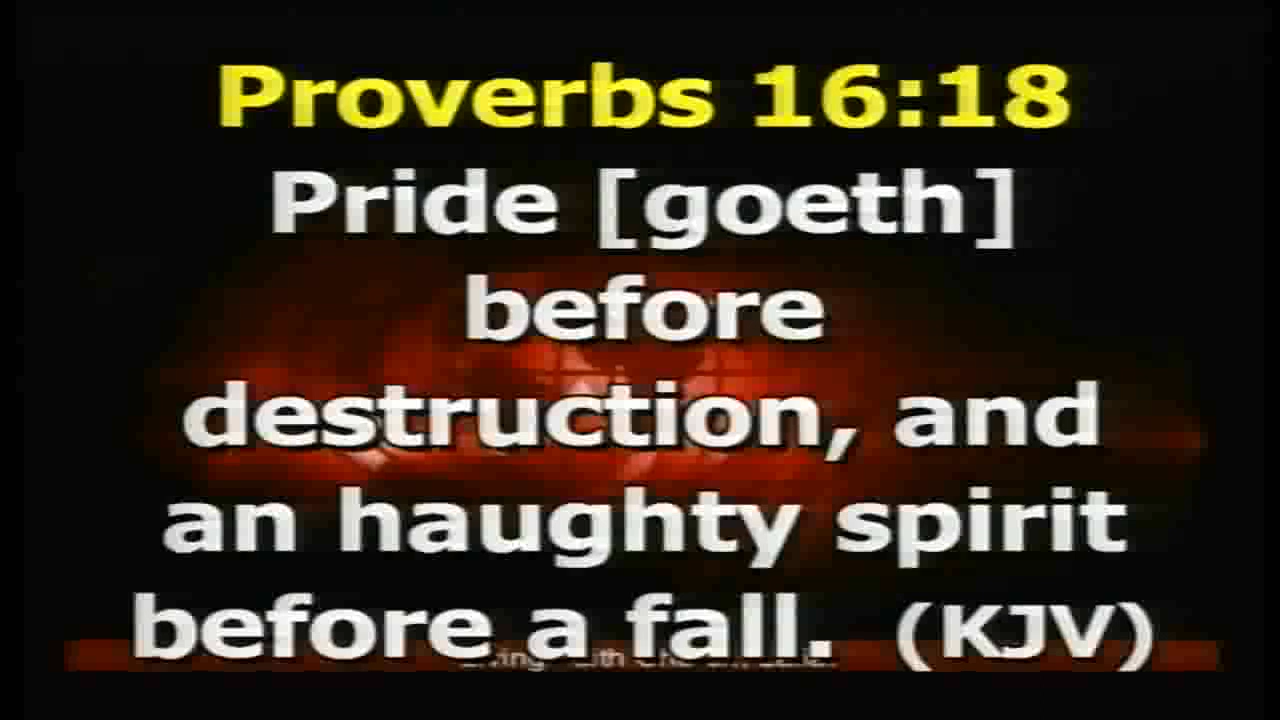 Proverbs 16:18
Pride [goeth]
before
destruction, and
an haughty spirit
before a fall. (KJV)